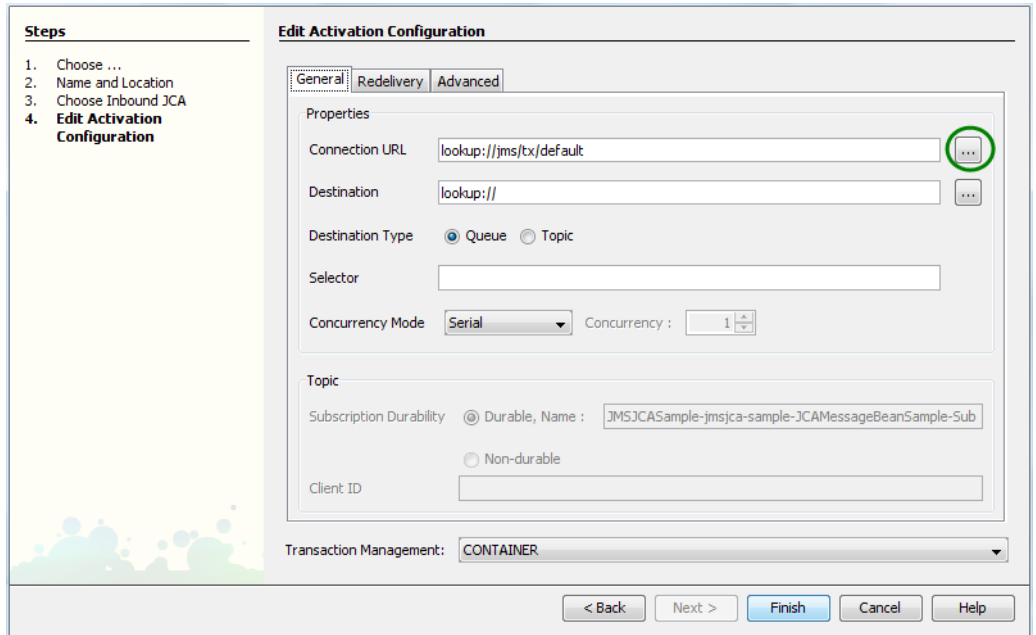 Steps
1. Choose ...
2. Name and Location
3. Choose Inbound JCA
4. Edit Activation
Configuration
Edit Activation Configuration
General Redelivery Advanced
Properties
Connection URL lookup://jms/tx/default ...
Destination lookup:// ...
Destination Type Queue Topic
Selector
Concurrency Mode Serial Concurrency : 1
Topic
Subscription Durability Durable, Name : JMSJCASample-jmsjca-sample-JCAMessageBeanSample-Sub
Non-durable
Client ID
Transaction Management: CONTAINER
< Back Next > Finish Cancel Help